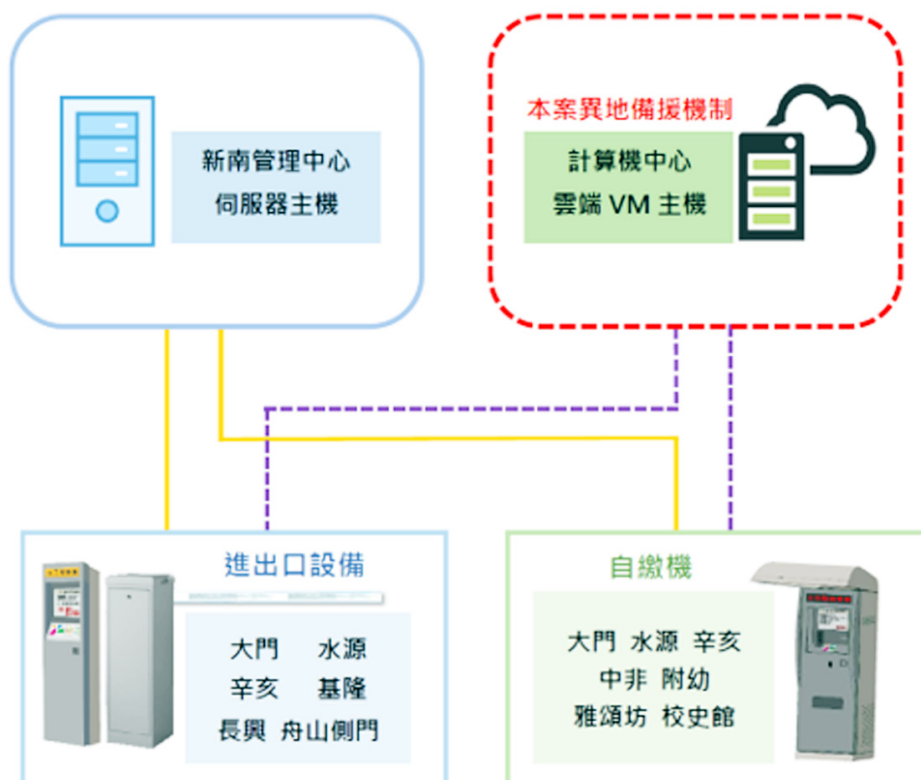 新南管理中心
伺服器主機
本案異地備援機制
計算機中心
雲端 VM 主機
進出口設備
大門 水源
辛亥 基隆
長興 舟山側門
自繳機
大門 水源 辛亥
中非 附幼
雅頌坊 校史館